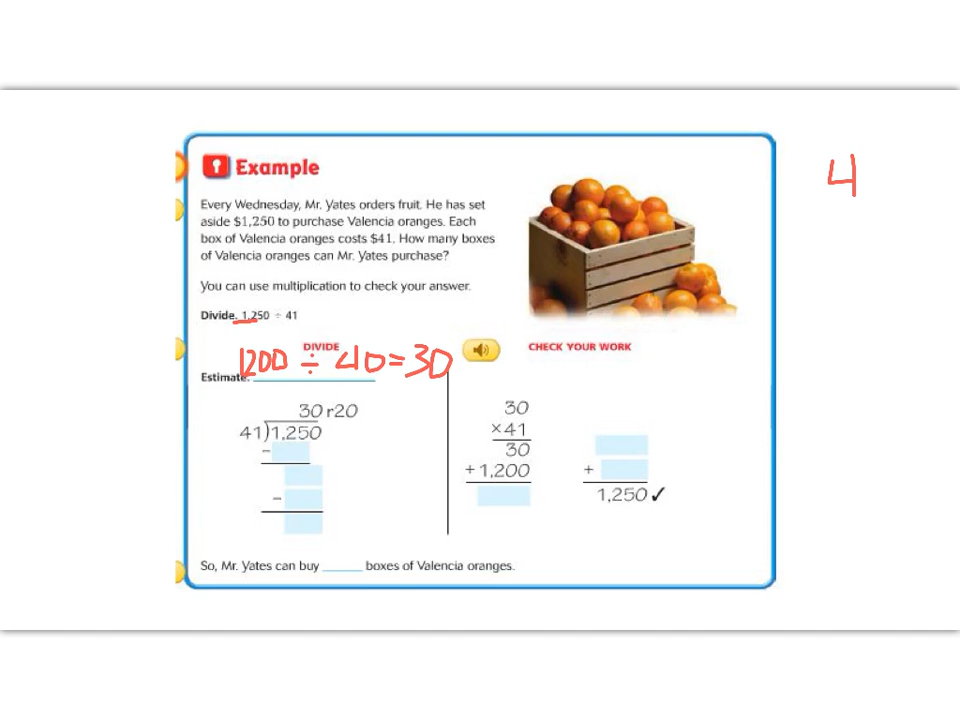 Example
4
Every Wednesday, Mr. Yates orders fruit. He has set
aside $1,250 to purchase Valencia oranges. Each
box of Valencia oranges costs $41. How many boxes
of Valencia oranges can Mr. Yates purchase?
You can use multiplication to check your answer.
Divide. 1,250 ÷ 41
DIVIDE
Estimate. 1200 ÷ 40=30
30 r20
41)1,250
-
-
CHECK YOUR WORK
30
×41
30
+1,200
+
1,250✓
So, Mr. Yates can buy ______ boxes of Valencia oranges.